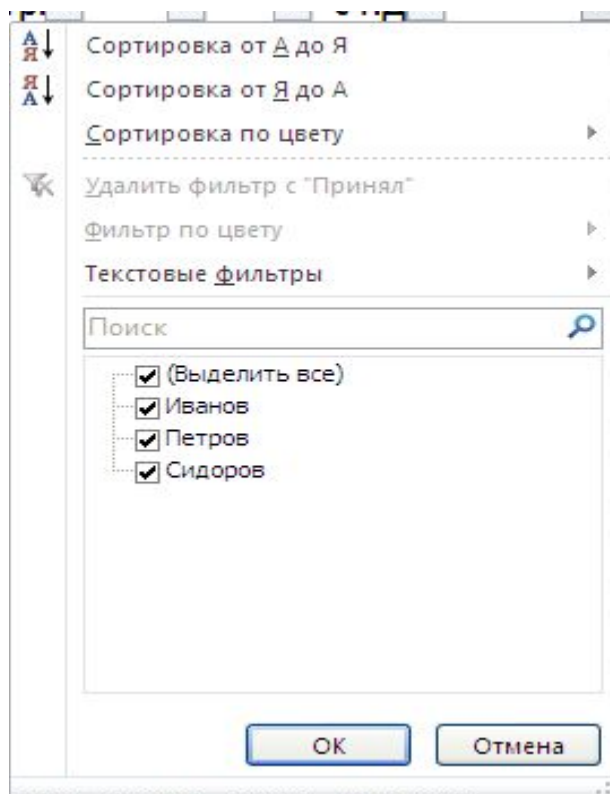 Сортировка от А до Я
Сортировка от Я до А
Сортировка по цвету
Удалить фильтр с "Принял"
Фильтр по цвету
Текстовые фильтры
Поиск
(Выделить все)
Иванов
Петров
Сидоров
ОК
Отмена